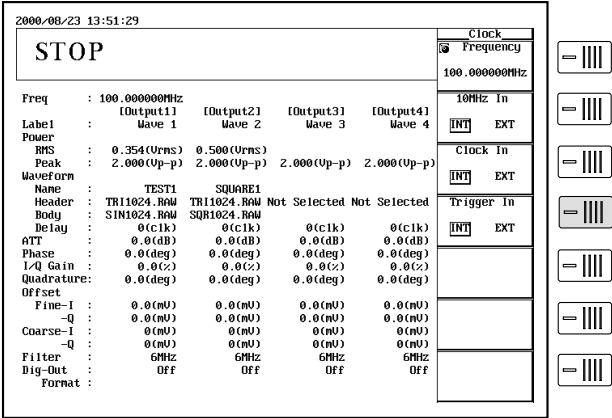 2000/08/23 13:51:29
STOP
Freq : 100.000000MHz
[Output1] [Output2] [Output3] [Output4]
Label : Wave 1 Wave 2 Wave 3 Wave 4
Power
RMS : 0.354(Vrms) 0.500(Vrms)
Peak : 2.000(Vp-p) 2.000(Vp-p) 2.000(Vp-p) 2.000(Vp-p)
Waveform
Name : TEST1 SQUARE1
Header : TRI1024.RAW TRI1024.RAW Not Selected Not Selected
Body : SIN1024.RAW SQR1024.RAW
Delay : 0(clk) 0(clk) 0(clk) 0(clk)
ATT : 0.0(dB) 0.0(dB) 0.0(dB) 0.0(dB)
Phase : 0.0(deg) 0.0(deg) 0.0(deg) 0.0(deg)
I/Q Gain : 0.0(%) 0.0(%) 0.0(%) 0.0(%)
Quadrature: 0.0(deg) 0.0(deg) 0.0(deg) 0.0(deg)
Offset
Fine-I : 0.0(mV) 0.0(mV) 0.0(mV) 0.0(mV)
-Q : 0.0(mV) 0.0(mV) 0.0(mV) 0.0(mV)
Coarse-I : 0(mV) 0(mV) 0(mV) 0(mV)
-Q : 0(mV) 0(mV) 0(mV) 0(mV)
Filter : 6MHz 6MHz 6MHz 6MHz
Dig-Out : Off Off Off Off
Format :
Clock
Frequency
100.000000MHz
10MHz In
INT EXT
Clock In
INT EXT
Trigger In
INT EXT